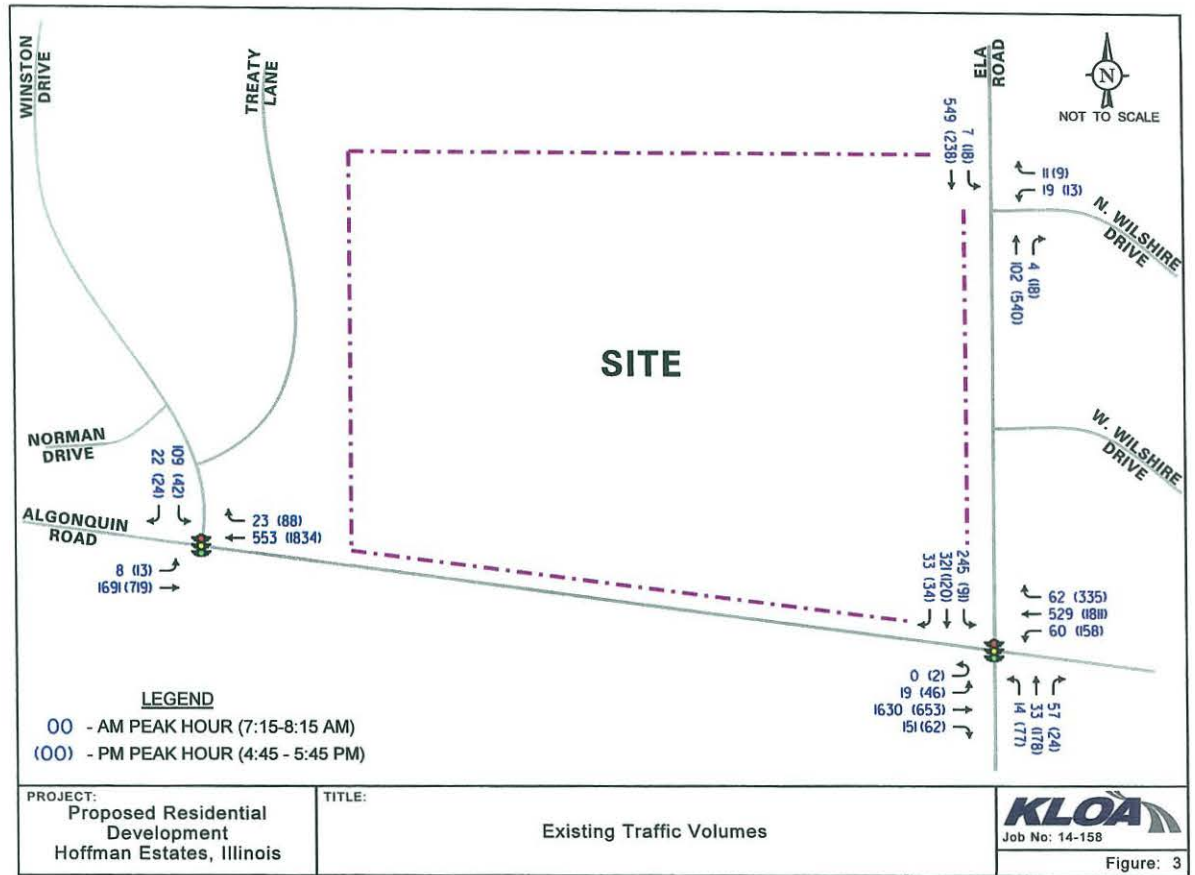 WINSTON
DRIVE
TREATY
LANE
ELA
ROAD
N
NOT TO SCALE
549 (238)
7 (18)
11 (9)
19 (13)
N. WILSHIRE
DRIVE
102 (540)
4 (18)
SITE
W. WILSHIRE
DRIVE
NORMAN
DRIVE
22 (24)
109 (42)
ALGONQUIN
ROAD
23 (88)
553 (1834)
8 (13)
1691 (719)
33 (34)
321 (120)
245 (91)
62 (335)
529 (1811)
60 (158)
0 (2)
19 (46)
1630 (653)
151 (62)
14 (77)
33 (178)
57 (24)
LEGEND
00 - AM PEAK HOUR (7:15-8:15 AM)
(00) - PM PEAK HOUR (4:45 - 5:45 PM)
PROJECT:
Proposed Residential
Development
Hoffman Estates, Illinois
TITLE:
Existing Traffic Volumes
KLOA
Job No: 14-158
Figure: 3